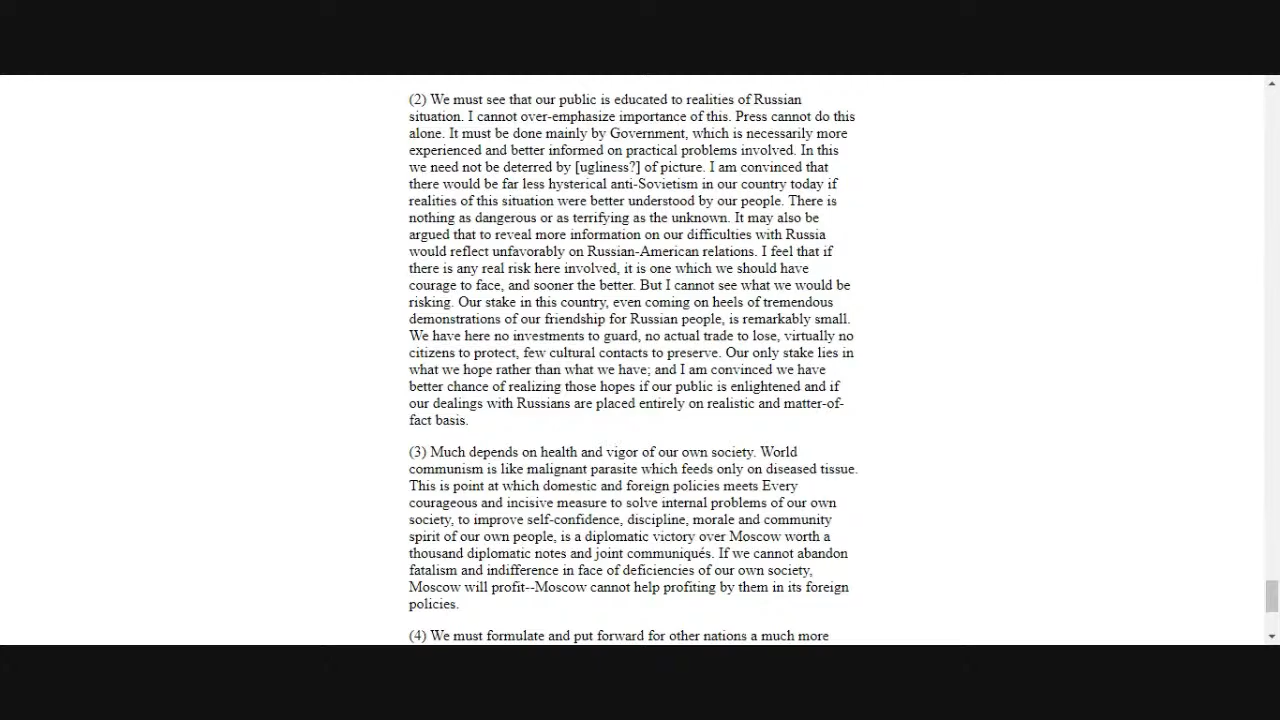 (2) We must see that our public is educated to realities of Russian
situation. I cannot over-emphasize importance of this. Press cannot do this
alone. It must be done mainly by Government, which is necessarily more
experienced and better informed on practical problems involved. In this
we need not be deterred by [ugliness?] of picture. I am convinced that
there would be far less hysterical anti-Sovietism in our country today if
realities of this situation were better understood by our people. There is
nothing as dangerous or as terrifying as the unknown. It may also be
argued that to reveal more information on our difficulties with Russia
would reflect unfavorably on Russian-American relations. I feel that if
there is any real risk here involved, it is one which we should have
courage to face, and sooner the better. But I cannot see what we would be
risking. Our stake in this country, even coming on heels of tremendous
demonstrations of our friendship for Russian people, is remarkably small.
We have here no investments to guard, no actual trade to lose, virtually no
citizens to protect, few cultural contacts to preserve. Our only stake lies in
what we hope rather than what we have; and I am convinced we have
better chance of realizing those hopes if our public is enlightened and if
our dealings with Russians are placed entirely on realistic and matter-of-
fact basis.
(3) Much depends on health and vigor of our own society. World
communism is like malignant parasite which feeds only on diseased tissue.
This is point at which domestic and foreign policies meets Every
courageous and incisive measure to solve internal problems of our own
society, to improve self-confidence, discipline, morale and community
spirit of our own people, is a diplomatic victory over Moscow worth a
thousand diplomatic notes and joint communiqués. If we cannot abandon
fatalism and indifference in face of deficiencies of our own society,
Moscow will profit--Moscow cannot help profiting by them in its foreign
policies.
(4) We must formulate and put forward for other nations a much more